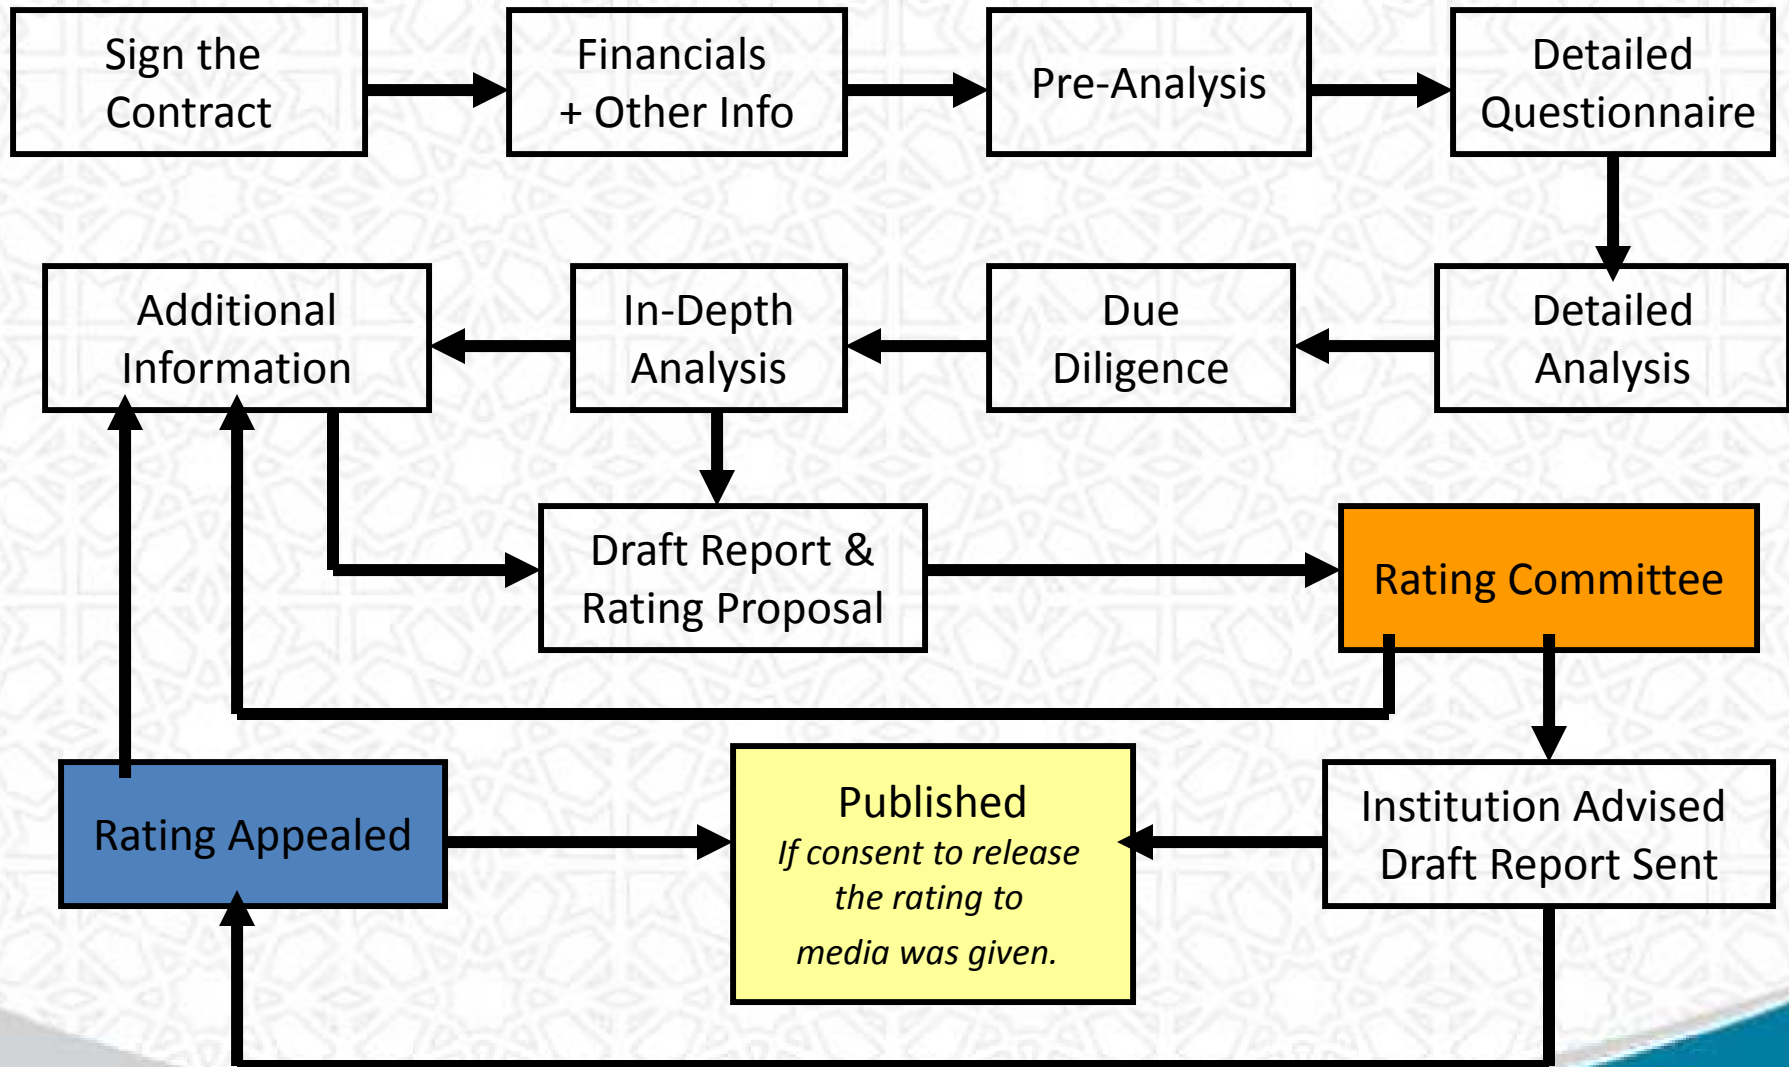 Sign the
Contract
Financials
+ Other Info
Pre-Analysis
Detailed
Questionnaire
Additional
Information
In-Depth
Analysis
Due
Diligence
Detailed
Analysis
Draft Report &
Rating Proposal
Rating Committee
Rating Appealed
Published
If consent to release
the rating to
media was given.
Institution Advised
Draft Report Sent